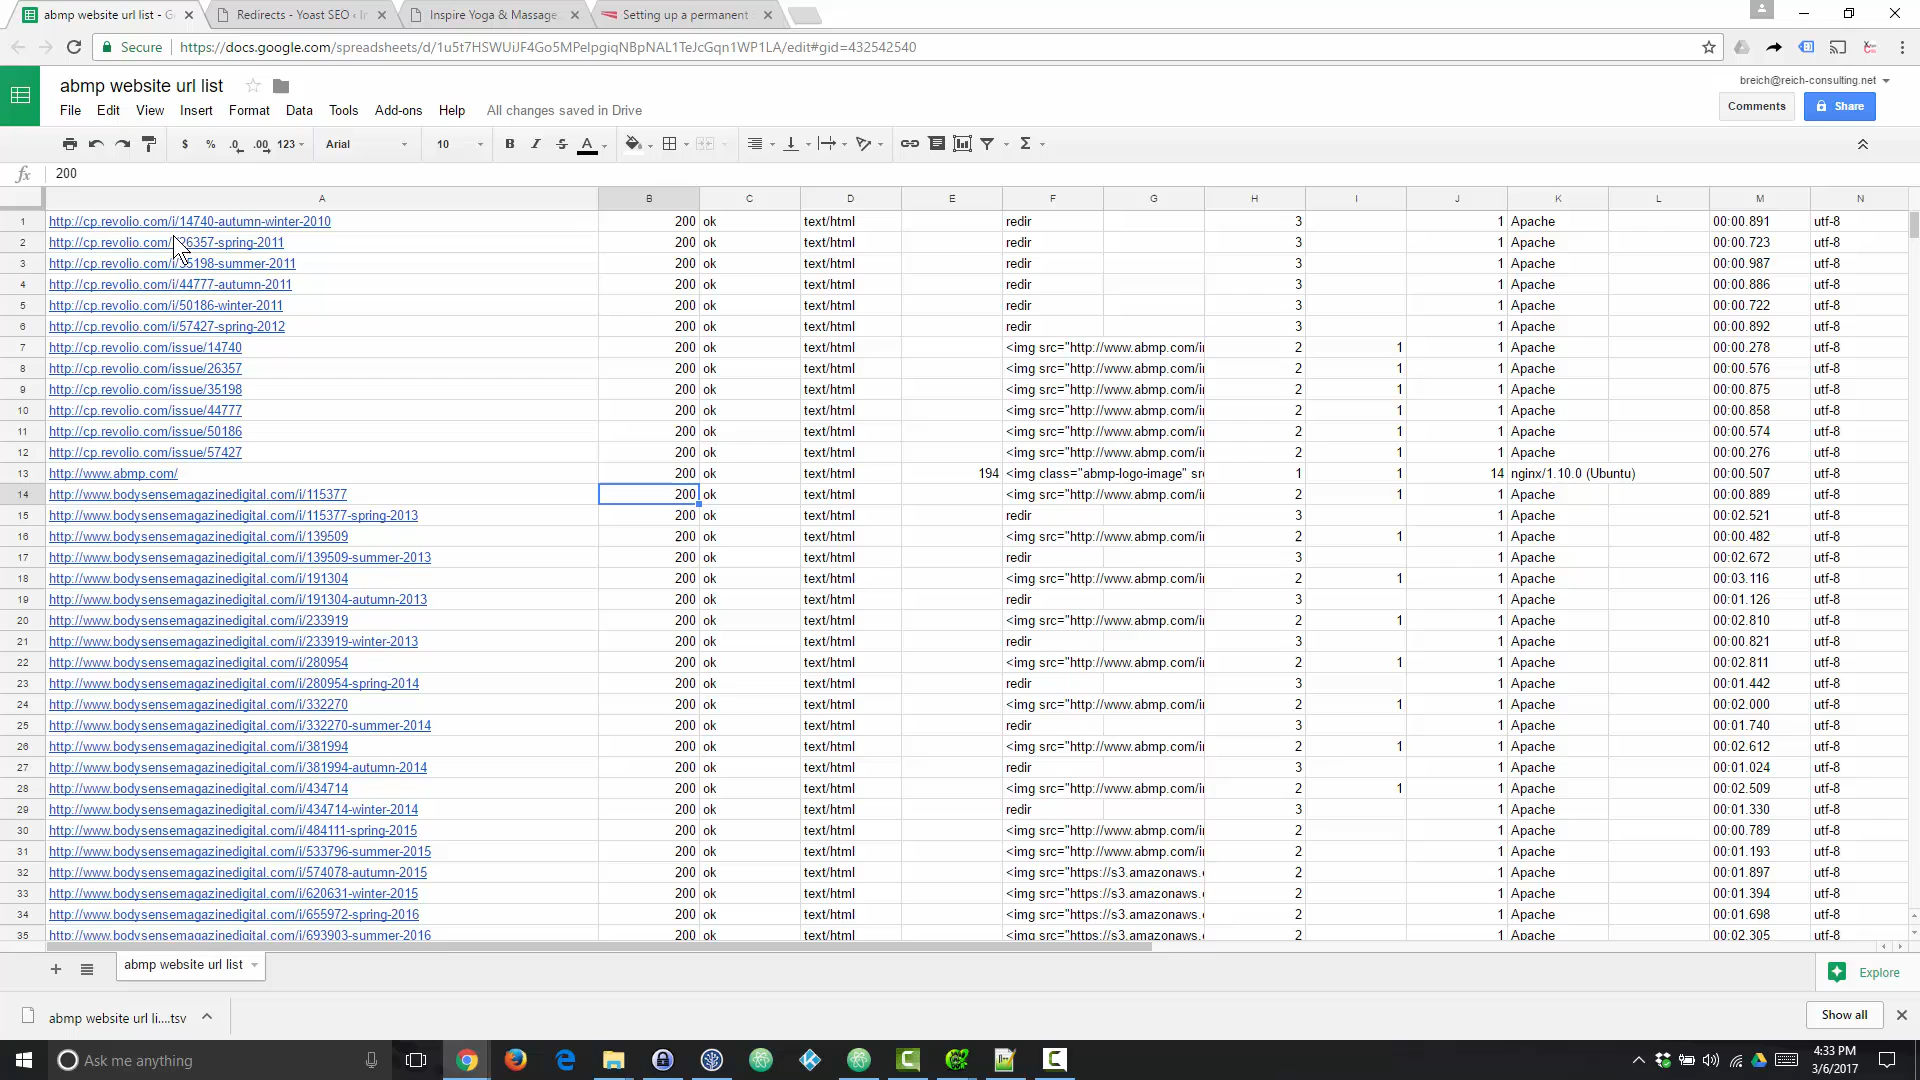 abmp website url list - G
Redirects - Yoast SEO ‹ I
Inspire Yoga & Massage
Setting up a permanent
Secure https://docs.google.com/spreadsheets/d/1u5t7HSWUiJF4Go5MPelpgiqNBpNAL1TeJcGqn1WP1LA/edit#gid=432542540
abmp website url list
breich@reich-consulting.net
File Edit View Insert Format Data Tools Add-ons Help All changes saved in Drive
Comments Share
$ % .0 .00 123 Arial 10 B I S A Σ
fx 200
A B C D E F G H I J K L M N
1 http://cp.revolio.com/i/14740-autumn-winter-2010 200 ok text/html redir 3 1 Apache 00:00.891 utf-8
2 http://cp.revolio.com/i/26357-spring-2011 200 ok text/html redir 3 1 Apache 00:00.723 utf-8
3 http://cp.revolio.com/i/35198-summer-2011 200 ok text/html redir 3 1 Apache 00:00.987 utf-8
4 http://cp.revolio.com/i/44777-autumn-2011 200 ok text/html redir 3 1 Apache 00:00.886 utf-8
5 http://cp.revolio.com/i/50186-winter-2011 200 ok text/html redir 3 1 Apache 00:00.722 utf-8
6 http://cp.revolio.com/i/57427-spring-2012 200 ok text/html redir 3 1 Apache 00:00.892 utf-8
7 http://cp.revolio.com/issue/14740 200 ok text/html <img src="http://www.abmp.com/i 2 1 1 Apache 00:00.278 utf-8
8 http://cp.revolio.com/issue/26357 200 ok text/html <img src="http://www.abmp.com/i 2 1 1 Apache 00:00.576 utf-8
9 http://cp.revolio.com/issue/35198 200 ok text/html <img src="http://www.abmp.com/i 2 1 1 Apache 00:00.875 utf-8
10 http://cp.revolio.com/issue/44777 200 ok text/html <img src="http://www.abmp.com/i 2 1 1 Apache 00:00.858 utf-8
11 http://cp.revolio.com/issue/50186 200 ok text/html <img src="http://www.abmp.com/i 2 1 1 Apache 00:00.574 utf-8
12 http://cp.revolio.com/issue/57427 200 ok text/html <img src="http://www.abmp.com/i 2 1 1 Apache 00:00.276 utf-8
13 http://www.abmp.com/ 200 ok text/html 194 <img class="abmp-logo-image" src 1 1 14 nginx/1.10.0 (Ubuntu) 00:00.507 utf-8
14 http://www.bodysensemagazinedigital.com/i/115377 200 ok text/html <img src="http://www.abmp.com/i 2 1 1 Apache 00:00.889 utf-8
15 http://www.bodysensemagazinedigital.com/i/115377-spring-2013 200 ok text/html redir 3 1 Apache 00:02.521 utf-8
16 http://www.bodysensemagazinedigital.com/i/139509 200 ok text/html <img src="http://www.abmp.com/i 2 1 1 Apache 00:00.482 utf-8
17 http://www.bodysensemagazinedigital.com/i/139509-summer-2013 200 ok text/html redir 3 1 Apache 00:02.672 utf-8
18 http://www.bodysensemagazinedigital.com/i/191304 200 ok text/html <img src="http://www.abmp.com/i 2 1 1 Apache 00:03.116 utf-8
19 http://www.bodysensemagazinedigital.com/i/191304-autumn-2013 200 ok text/html redir 3 1 Apache 00:01.126 utf-8
20 http://www.bodysensemagazinedigital.com/i/233919 200 ok text/html <img src="http://www.abmp.com/i 2 1 1 Apache 00:02.810 utf-8
21 http://www.bodysensemagazinedigital.com/i/233919-winter-2013 200 ok text/html redir 3 1 Apache 00:00.821 utf-8
22 http://www.bodysensemagazinedigital.com/i/280954 200 ok text/html <img src="http://www.abmp.com/i 2 1 1 Apache 00:02.811 utf-8
23 http://www.bodysensemagazinedigital.com/i/280954-spring-2014 200 ok text/html redir 3 1 Apache 00:01.442 utf-8
24 http://www.bodysensemagazinedigital.com/i/332270 200 ok text/html <img src="http://www.abmp.com/i 2 1 1 Apache 00:02.000 utf-8
25 http://www.bodysensemagazinedigital.com/i/332270-summer-2014 200 ok text/html redir 3 1 Apache 00:01.740 utf-8
26 http://www.bodysensemagazinedigital.com/i/381994 200 ok text/html <img src="http://www.abmp.com/i 2 1 1 Apache 00:02.612 utf-8
27 http://www.bodysensemagazinedigital.com/i/381994-autumn-2014 200 ok text/html redir 3 1 Apache 00:01.024 utf-8
28 http://www.bodysensemagazinedigital.com/i/434714 200 ok text/html <img src="http://www.abmp.com/i 2 1 1 Apache 00:02.509 utf-8
29 http://www.bodysensemagazinedigital.com/i/434714-winter-2014 200 ok text/html redir 3 1 Apache 00:01.330 utf-8
30 http://www.bodysensemagazinedigital.com/i/484111-spring-2015 200 ok text/html <img src="http://www.abmp.com/i 2 1 Apache 00:00.789 utf-8
31 http://www.bodysensemagazinedigital.com/i/533796-summer-2015 200 ok text/html <img src="http://www.abmp.com/i 2 1 Apache 00:01.193 utf-8
32 http://www.bodysensemagazinedigital.com/i/574078-autumn-2015 200 ok text/html <img src="https://s3.amazonaws. 2 1 Apache 00:01.897 utf-8
33 http://www.bodysensemagazinedigital.com/i/620631-winter-2015 200 ok text/html <img src="https://s3.amazonaws. 2 1 Apache 00:01.394 utf-8
34 http://www.bodysensemagazinedigital.com/i/655972-spring-2016 200 ok text/html <img src="https://s3.amazonaws. 2 1 Apache 00:01.698 utf-8
35 http://www.bodysensemagazinedigital.com/i/693903-summer-2016 200 ok text/html <img src="https://s3.amazonaws. 2 1 Apache 00:02.305 utf-8
abmp website url list
Explore
abmp website url li....tsv
Show all
Ask me anything
4:33 PM
3/6/2017